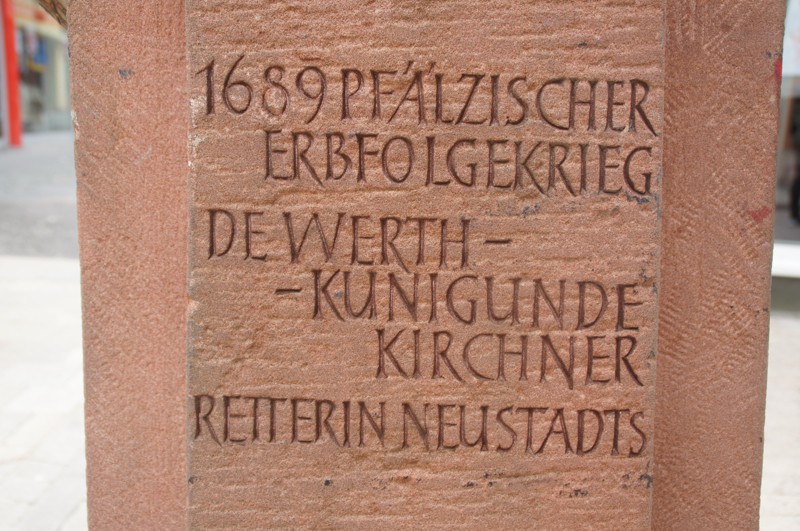 1689 PFÄLZISCHER
ERBFOLGEKRIEG
DE WERTH -
- KUNIGUNDE
KIRCHNER
REITERIN NEUSTADTS